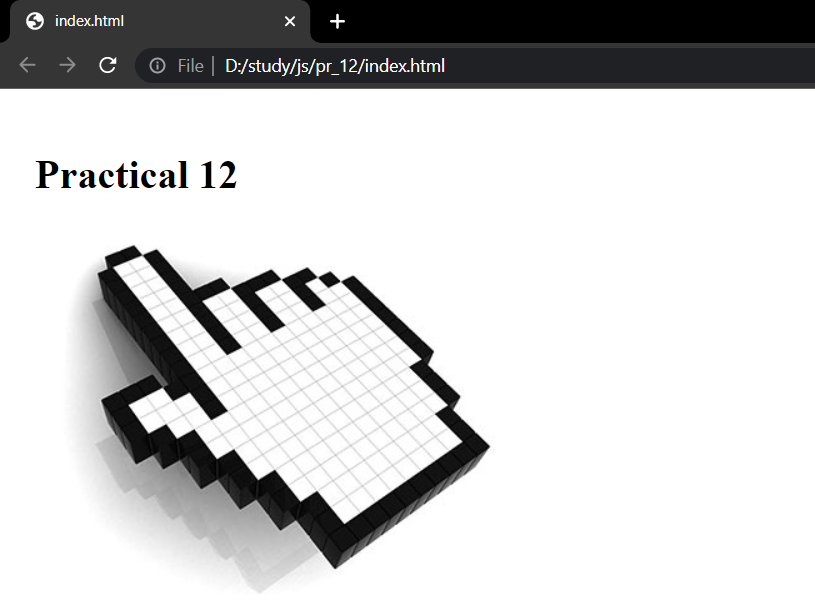 index.html
File | D:/study/js/pr_12/index.html
Practical 12